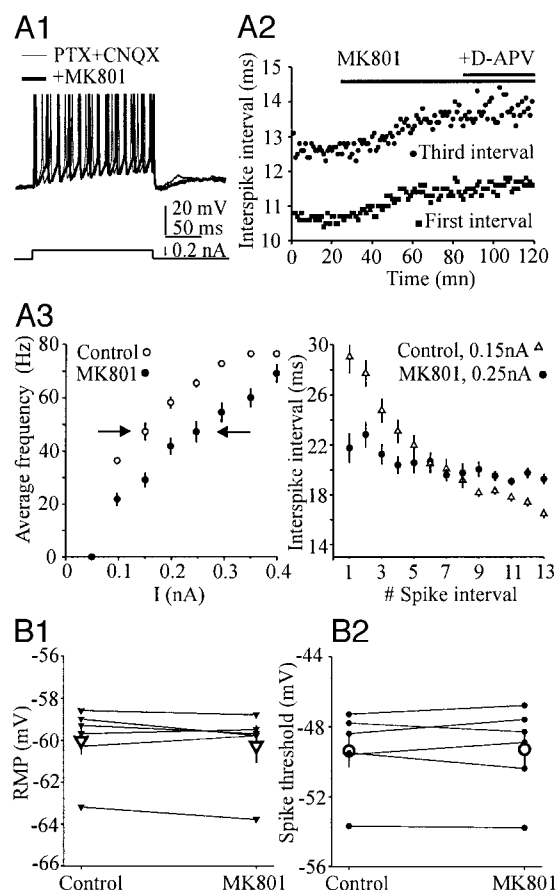 A1
PTX+CNQX
+MK801
20 mV
50 ms
0.2 nA
A2
MK801
+D-APV
Interspike interval (ms)
15
14
13
12
11
10
Third interval
First interval
0 20 40 60 80 100 120
Time (mn)
A3
Average frequency (Hz)
80
60
40
20
0
Control
MK801
0 0.1 0.2 0.3 0.4
I (nA)
Interspike interval (ms)
30
26
22
18
14
Control, 0.15nA
MK801, 0.25nA
1 3 5 7 9 11 13
# Spike interval
B1
RMP (mV)
-56
-58
-60
-62
-64
-66
Control
MK801
B2
Spike threshold (mV)
-44
-48
-52
-56
Control
MK801